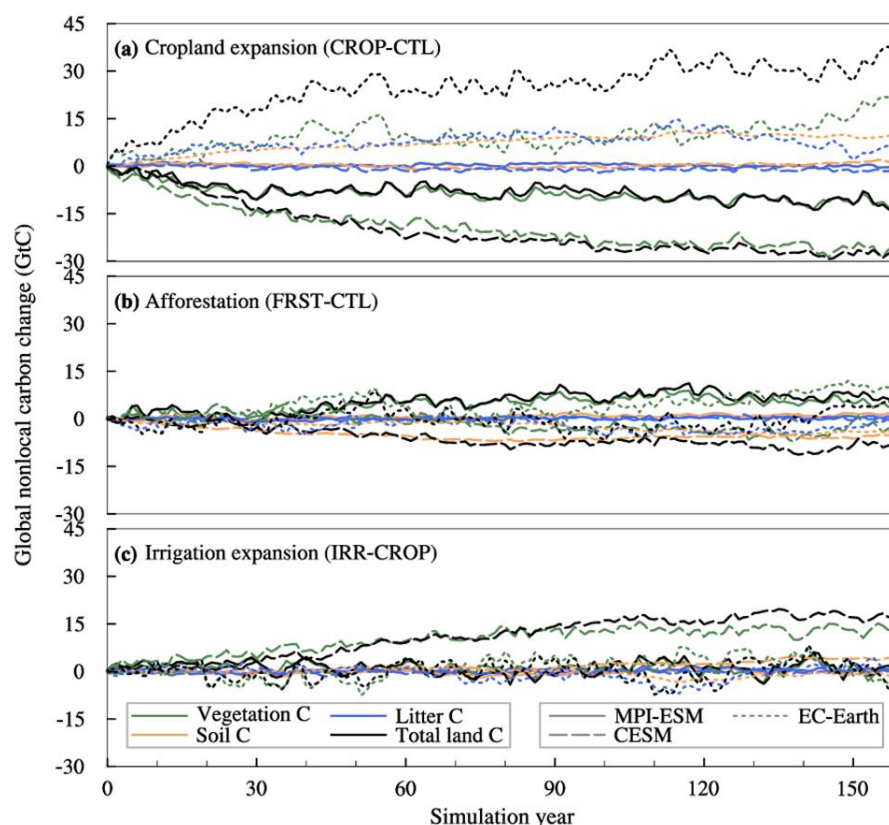 Global nonlocal carbon change (GtC)
45
(a) Cropland expansion (CROP-CTL)
30
15
0
-15
-30
45
(b) Afforestation (FRST-CTL)
30
15
0
-15
-30
45
(c) Irrigation expansion (IRR-CROP)
30
15
0
-15
-30
Vegetation C Litter C MPI-ESM EC-Earth
Soil C Total land C CESM
0 30 60 90 120 150
Simulation year